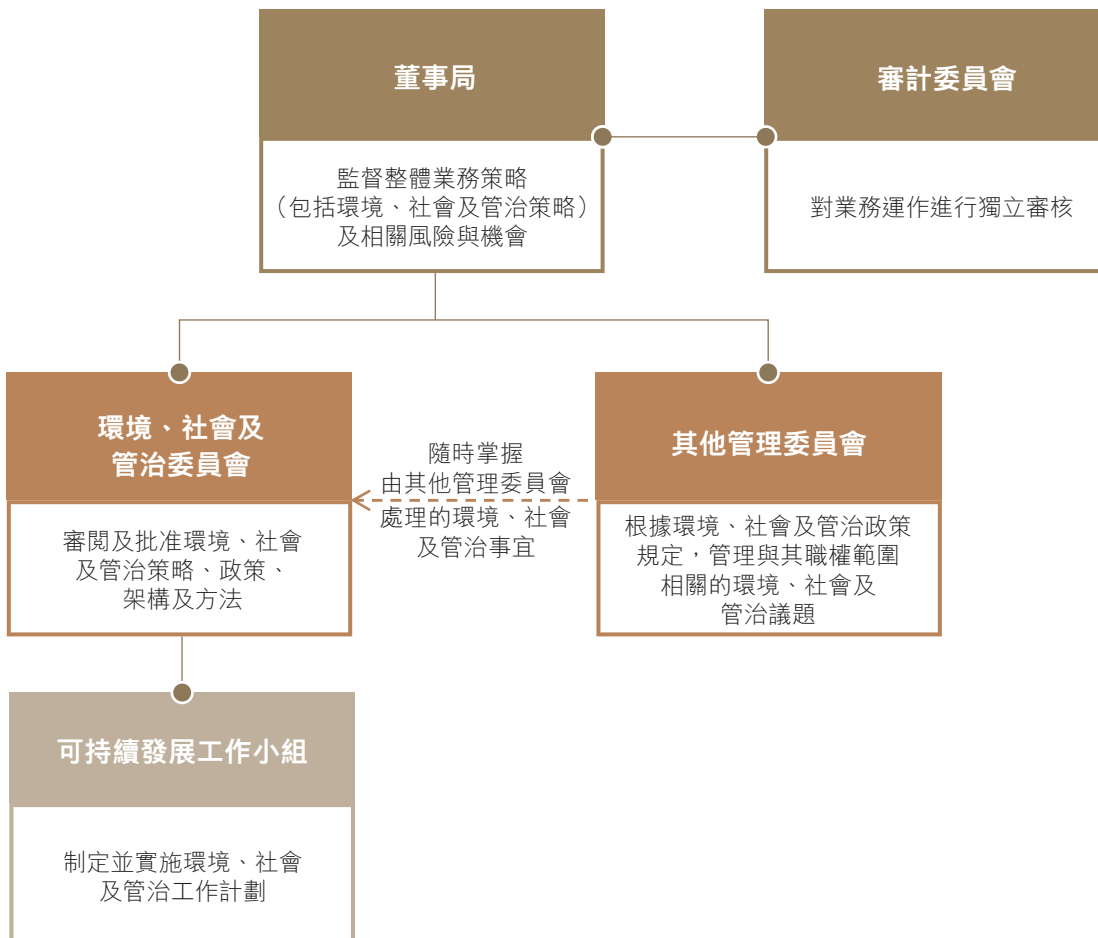 董事局
監督整體業務策略
（包括環境、社會及管治策略）
及相關風險與機會
審計委員會
對業務運作進行獨立審核
環境、社會及
管治委員會
審閱及批准環境、社會
及管治策略、政策、
架構及方法
隨時掌握
由其他管理委員會
處理的環境、社會
及管治事宜
其他管理委員會
根據環境、社會及管治政策
規定，管理與其職權範圍
相關的環境、社會及
管治議題
可持續發展工作小組
制定並實施環境、社會
及管治工作計劃